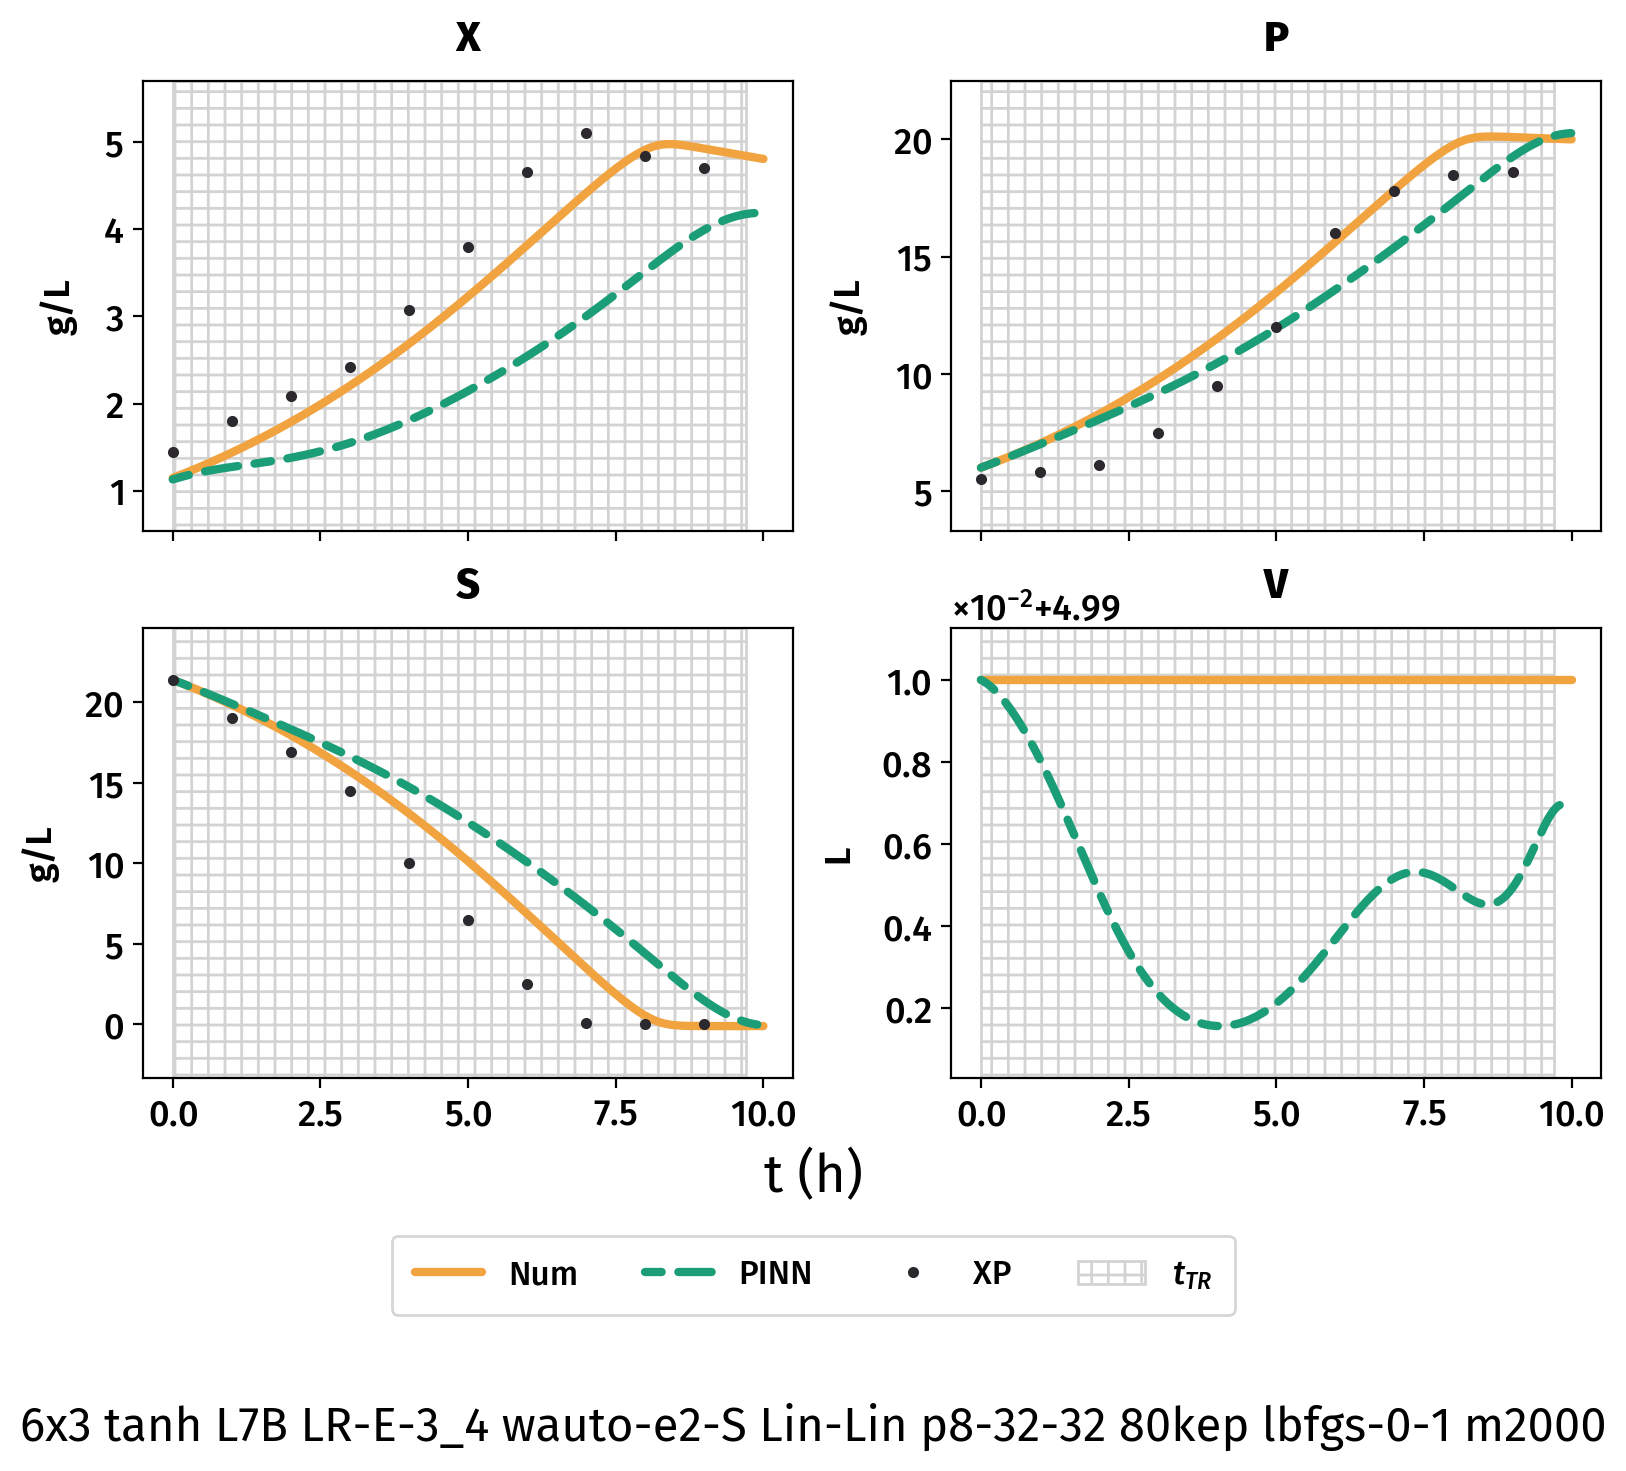 X
P
5
4
3
2
1
g/L
20
15
10
5
g/L
S
V
×10⁻²+4.99
20
15
10
5
0
g/L
1.0
0.8
0.6
0.4
0.2
L
0.0 2.5 5.0 7.5 10.0
0.0 2.5 5.0 7.5 10.0
t (h)
Num PINN XP t_TR
6x3 tanh L7B LR-E-3_4 wauto-e2-S Lin-Lin p8-32-32 80kep lbfgs-0-1 m2000